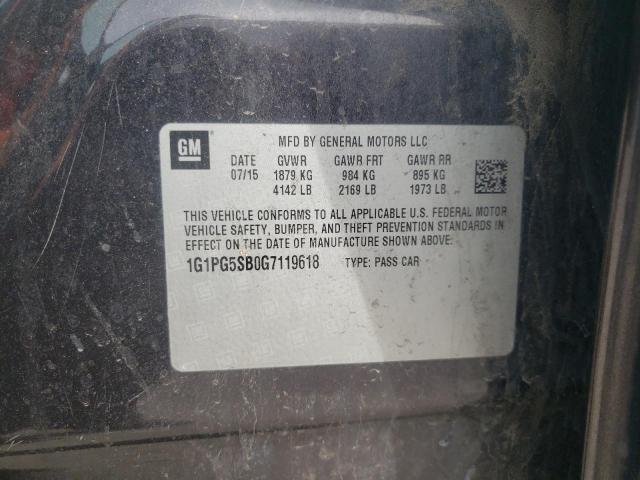 GM
MFD BY GENERAL MOTORS LLC
DATE GVWR GAWR FRT GAWR RR
07/15 1879 KG 984 KG 895 KG
4142 LB 2169 LB 1973 LB
THIS VEHICLE CONFORMS TO ALL APPLICABLE U.S. FEDERAL MOTOR
VEHICLE SAFETY, BUMPER, AND THEFT PREVENTION STANDARDS IN
EFFECT ON THE DATE OF MANUFACTURE SHOWN ABOVE:
1G1PG5SB0G7119618 TYPE: PASS CAR